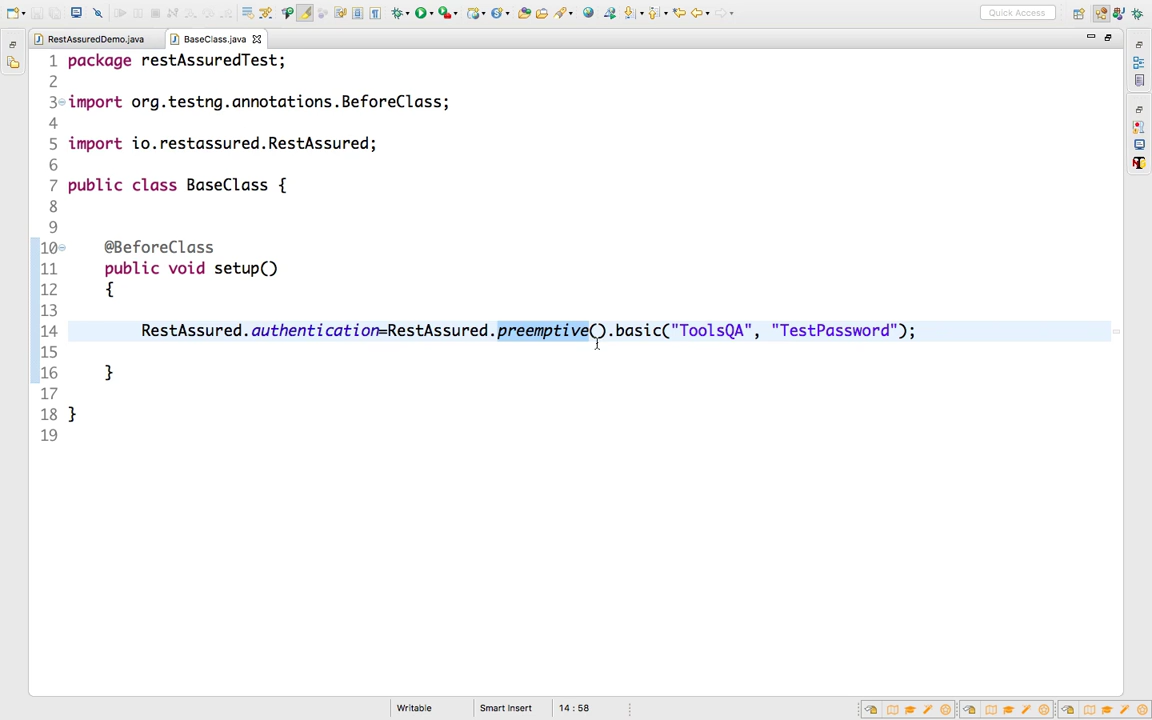 Quick Access
RestAssuredDemo.java
BaseClass.java
1 package restAssuredTest;
2
3 import org.testng.annotations.BeforeClass;
4
5 import io.restassured.RestAssured;
6
7 public class BaseClass {
8
9
10 @BeforeClass
11 public void setup()
12 {
13
14 RestAssured.authentication=RestAssured.preemptive().basic("ToolsQA", "TestPassword");
15
16 }
17
18 }
19
Writable Smart Insert 14 : 58